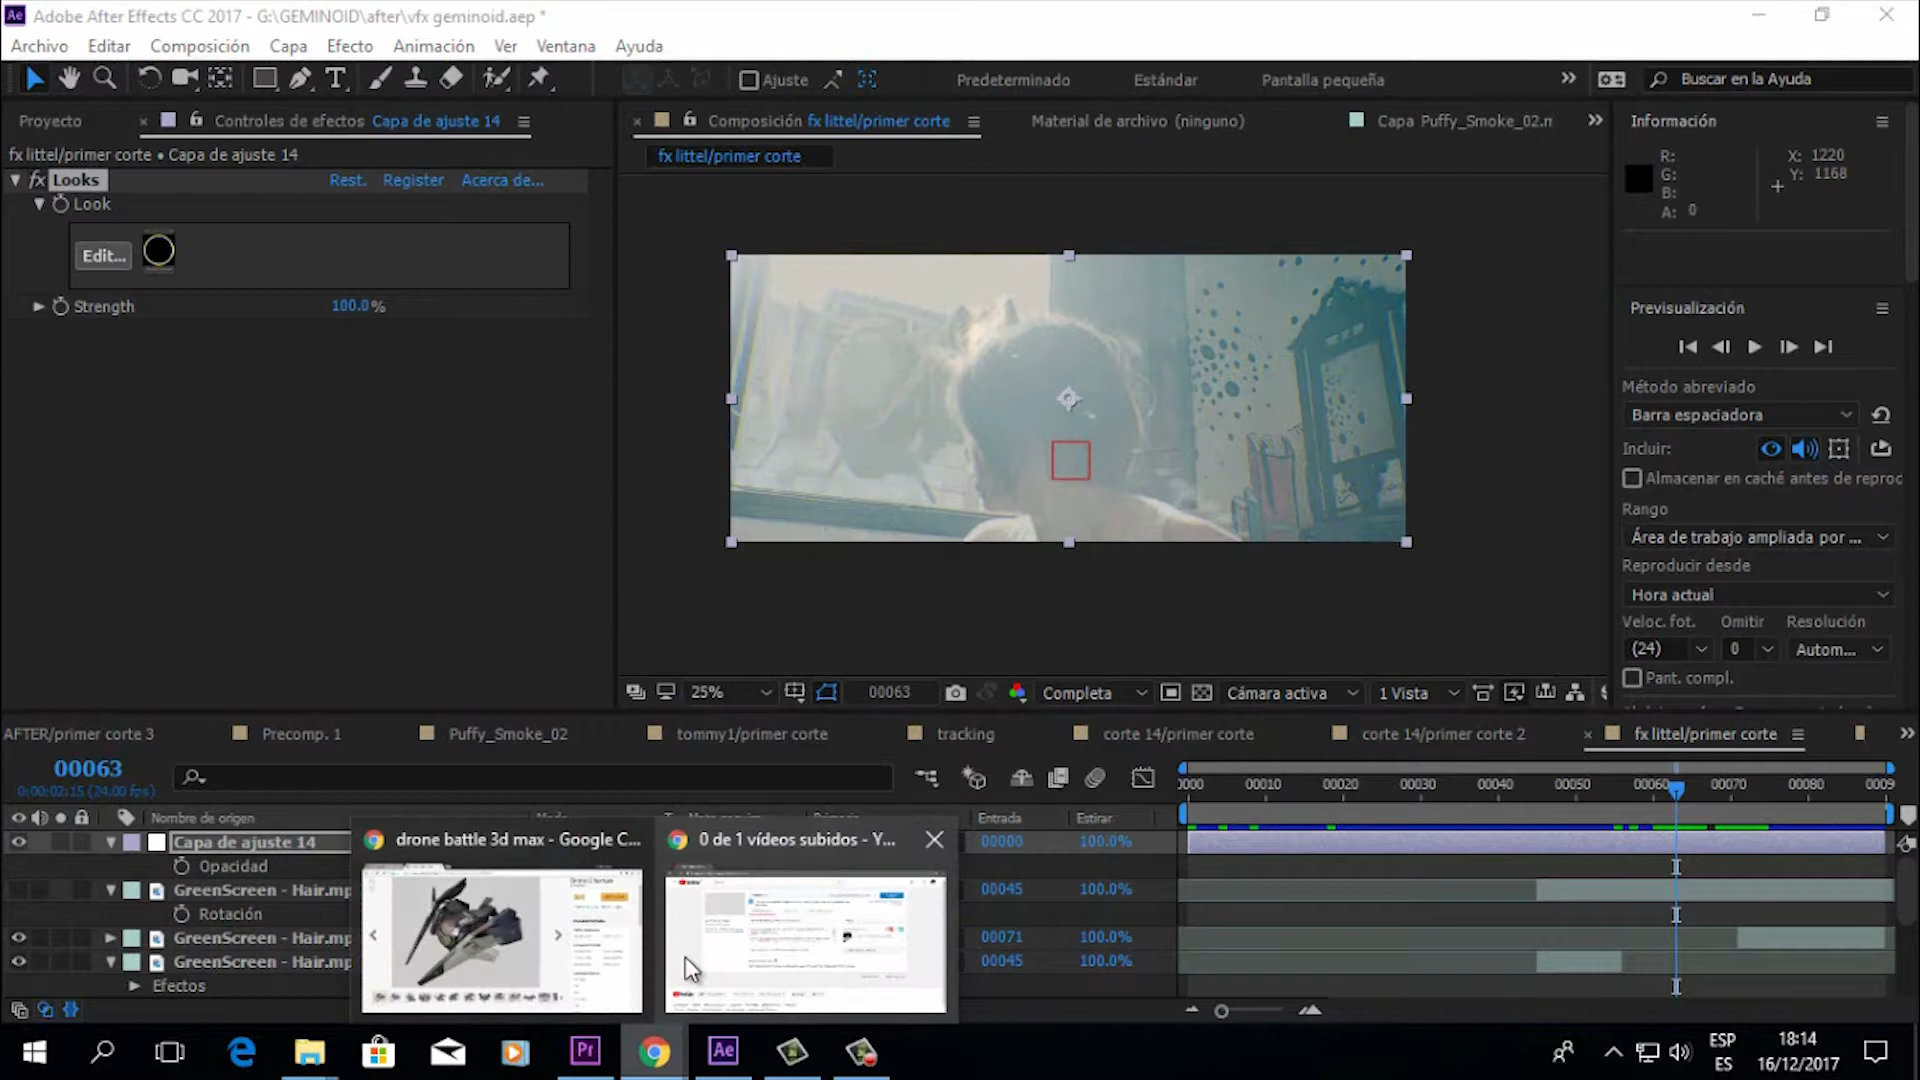 Adobe After Effects CC 2017 - G:\GEMINOID\after\vfx geminoid.aep *
Archivo Editar Composición Capa Efecto Animación Ver Ventana Ayuda
Ajuste Predeterminado Estándar Pantalla pequeña Buscar en la Ayuda
Proyecto Controles de efectos Capa de ajuste 14
fx littel/primer corte • Capa de ajuste 14
fx Looks Rest. Register Acerca de...
Look
Edit...
Strength 100.0%
Composición fx littel/primer corte Material de archivo (ninguno) Capa Puffy_Smoke_02.m
fx littel/primer corte
25% 00063 Completa Cámara activa 1 Vista
Información
R: X: 1220
G: Y: 1168
B:
A: 0
Previsualización
Método abreviado
Barra espaciadora
Incluir:
Almacenar en caché antes de reproc
Rango
Área de trabajo ampliada por ...
Reproducir desde
Hora actual
Veloc. fot. Omitir Resolución
(24) 0 Autom...
Pant. compl.
AFTER/primer corte 3 Precomp. 1 Puffy_Smoke_02 tommy1/primer corte tracking corte 14/primer corte corte 14/primer corte 2 fx littel/primer corte
00063
0:00:02:15 (24.00 fps)
0000 00010 00020 00030 00040 00050 00060 00070 00080 0009
Nombre de origen Entrada Estirar
Capa de ajuste 14 00000 100.0%
Opacidad
GreenScreen - Hair.mp 00045 100.0%
Rotación
GreenScreen - Hair.mp 00071 100.0%
GreenScreen - Hair.mp 00045 100.0%
Efectos
drone battle 3d max - Google C...
0 de 1 vídeos subidos - Y...
ESP
ES
18:14
16/12/2017